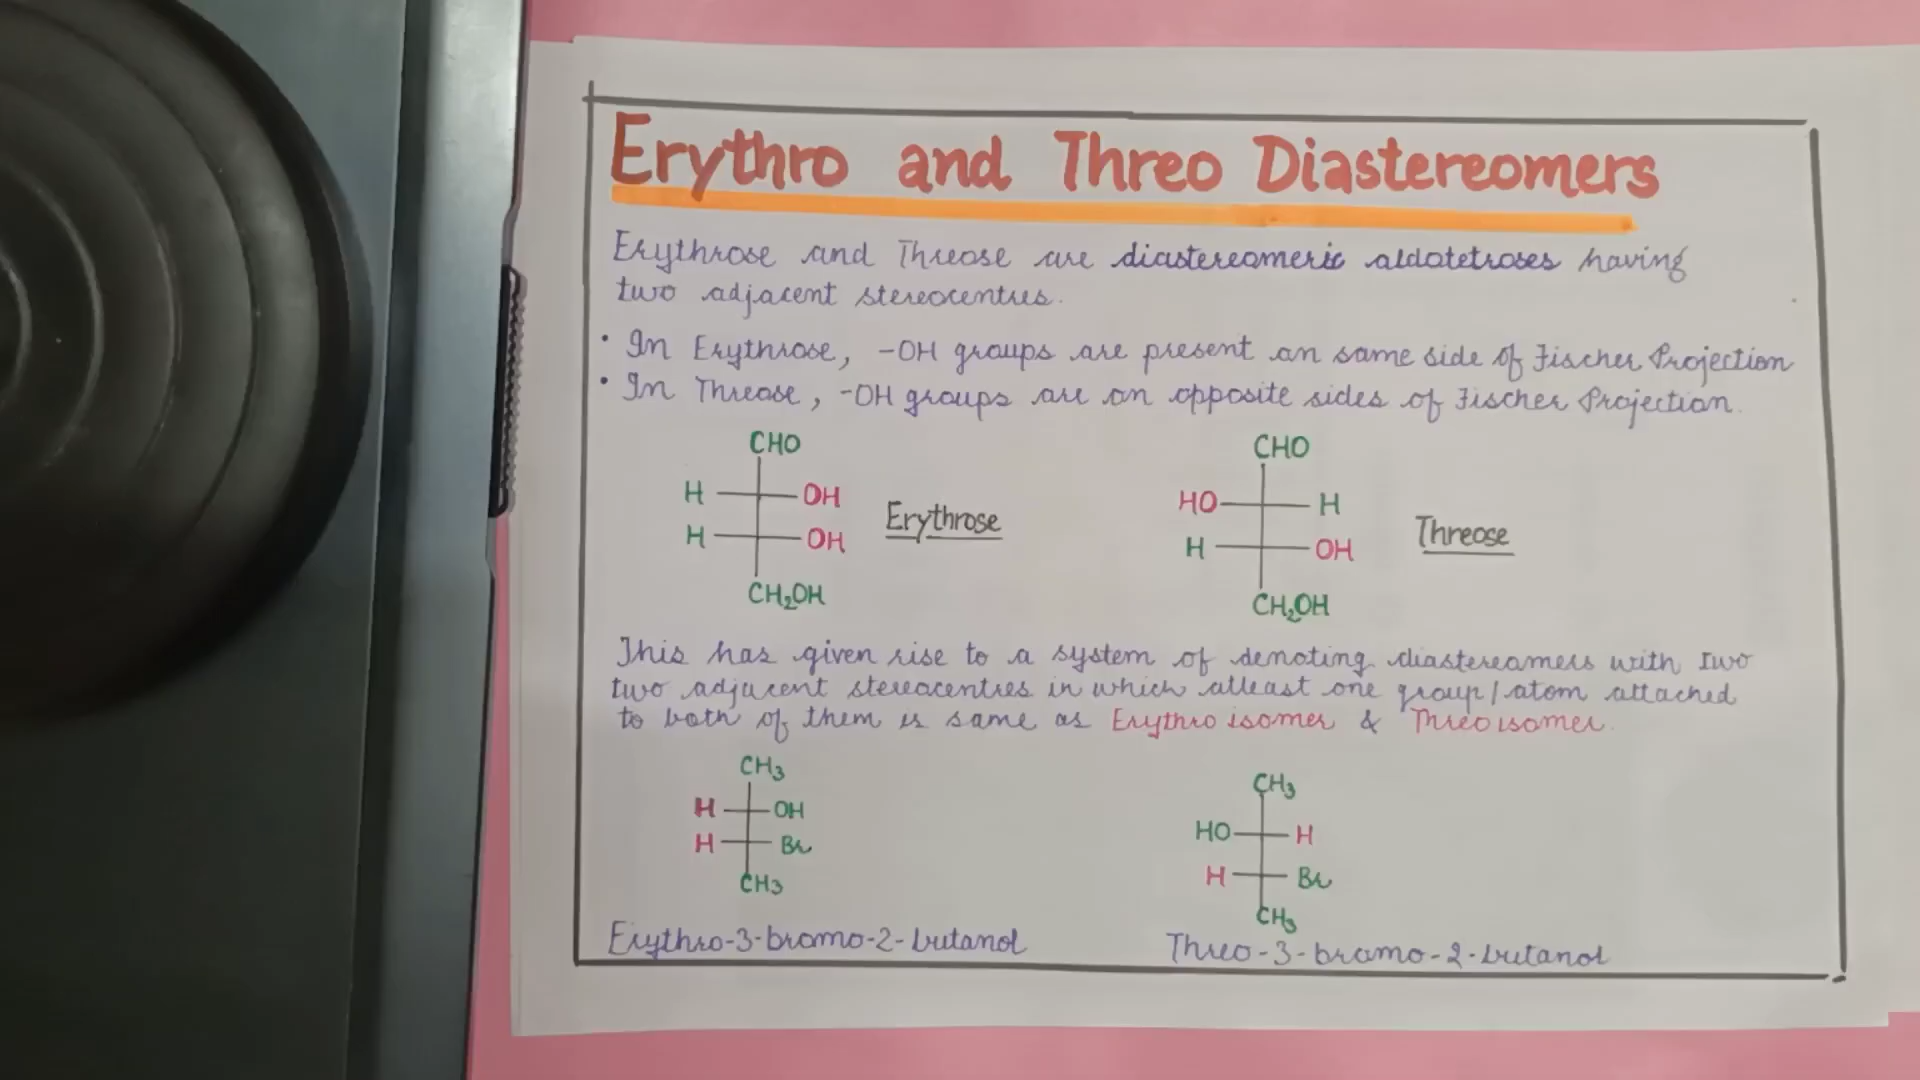 Erythro and Threo Diastereomers
Erythrose and Threose are diastereomeric aldotetroses having
two adjacent stereocentres.
• In Erythrose, -OH groups are present on same side of Fischer Projection
• In Threose, -OH groups are on opposite sides of Fischer Projection.
CHO
H OH
H OH
CH₂OH
Erythrose
CHO
HO H
H OH
CH₂OH
Threose
This has given rise to a system of denoting diastereomers with two
two adjacent stereocentres in which atleast one group/atom attached
to both of them is same as Erythro isomer & Threo isomer.
CH₃
H OH
H Br
CH₃
Erythro-3-bromo-2-butanol
CH₃
HO H
H Br
CH₃
Threo-3-bromo-2-butanol